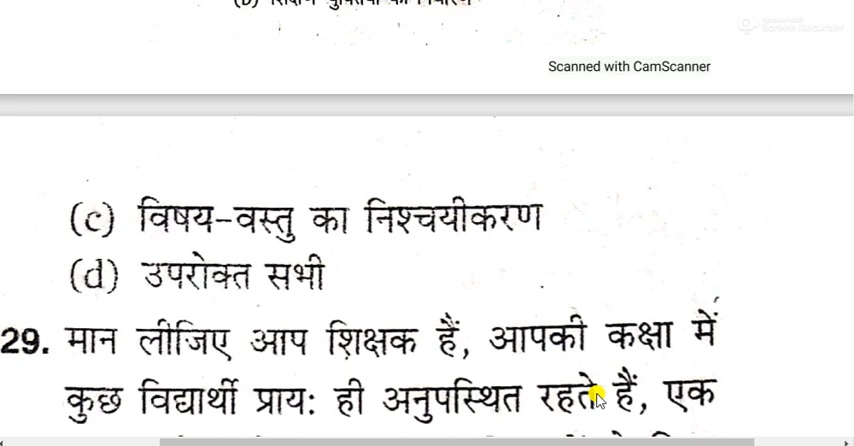 Scanned with CamScanner
(c) विषय-वस्तु का निश्चयीकरण
(d) उपरोक्त सभी
29. मान लीजिए आप शिक्षक हैं, आपकी कक्षा में
कुछ विद्यार्थी प्राय: ही अनुपस्थित रहते हैं, एक